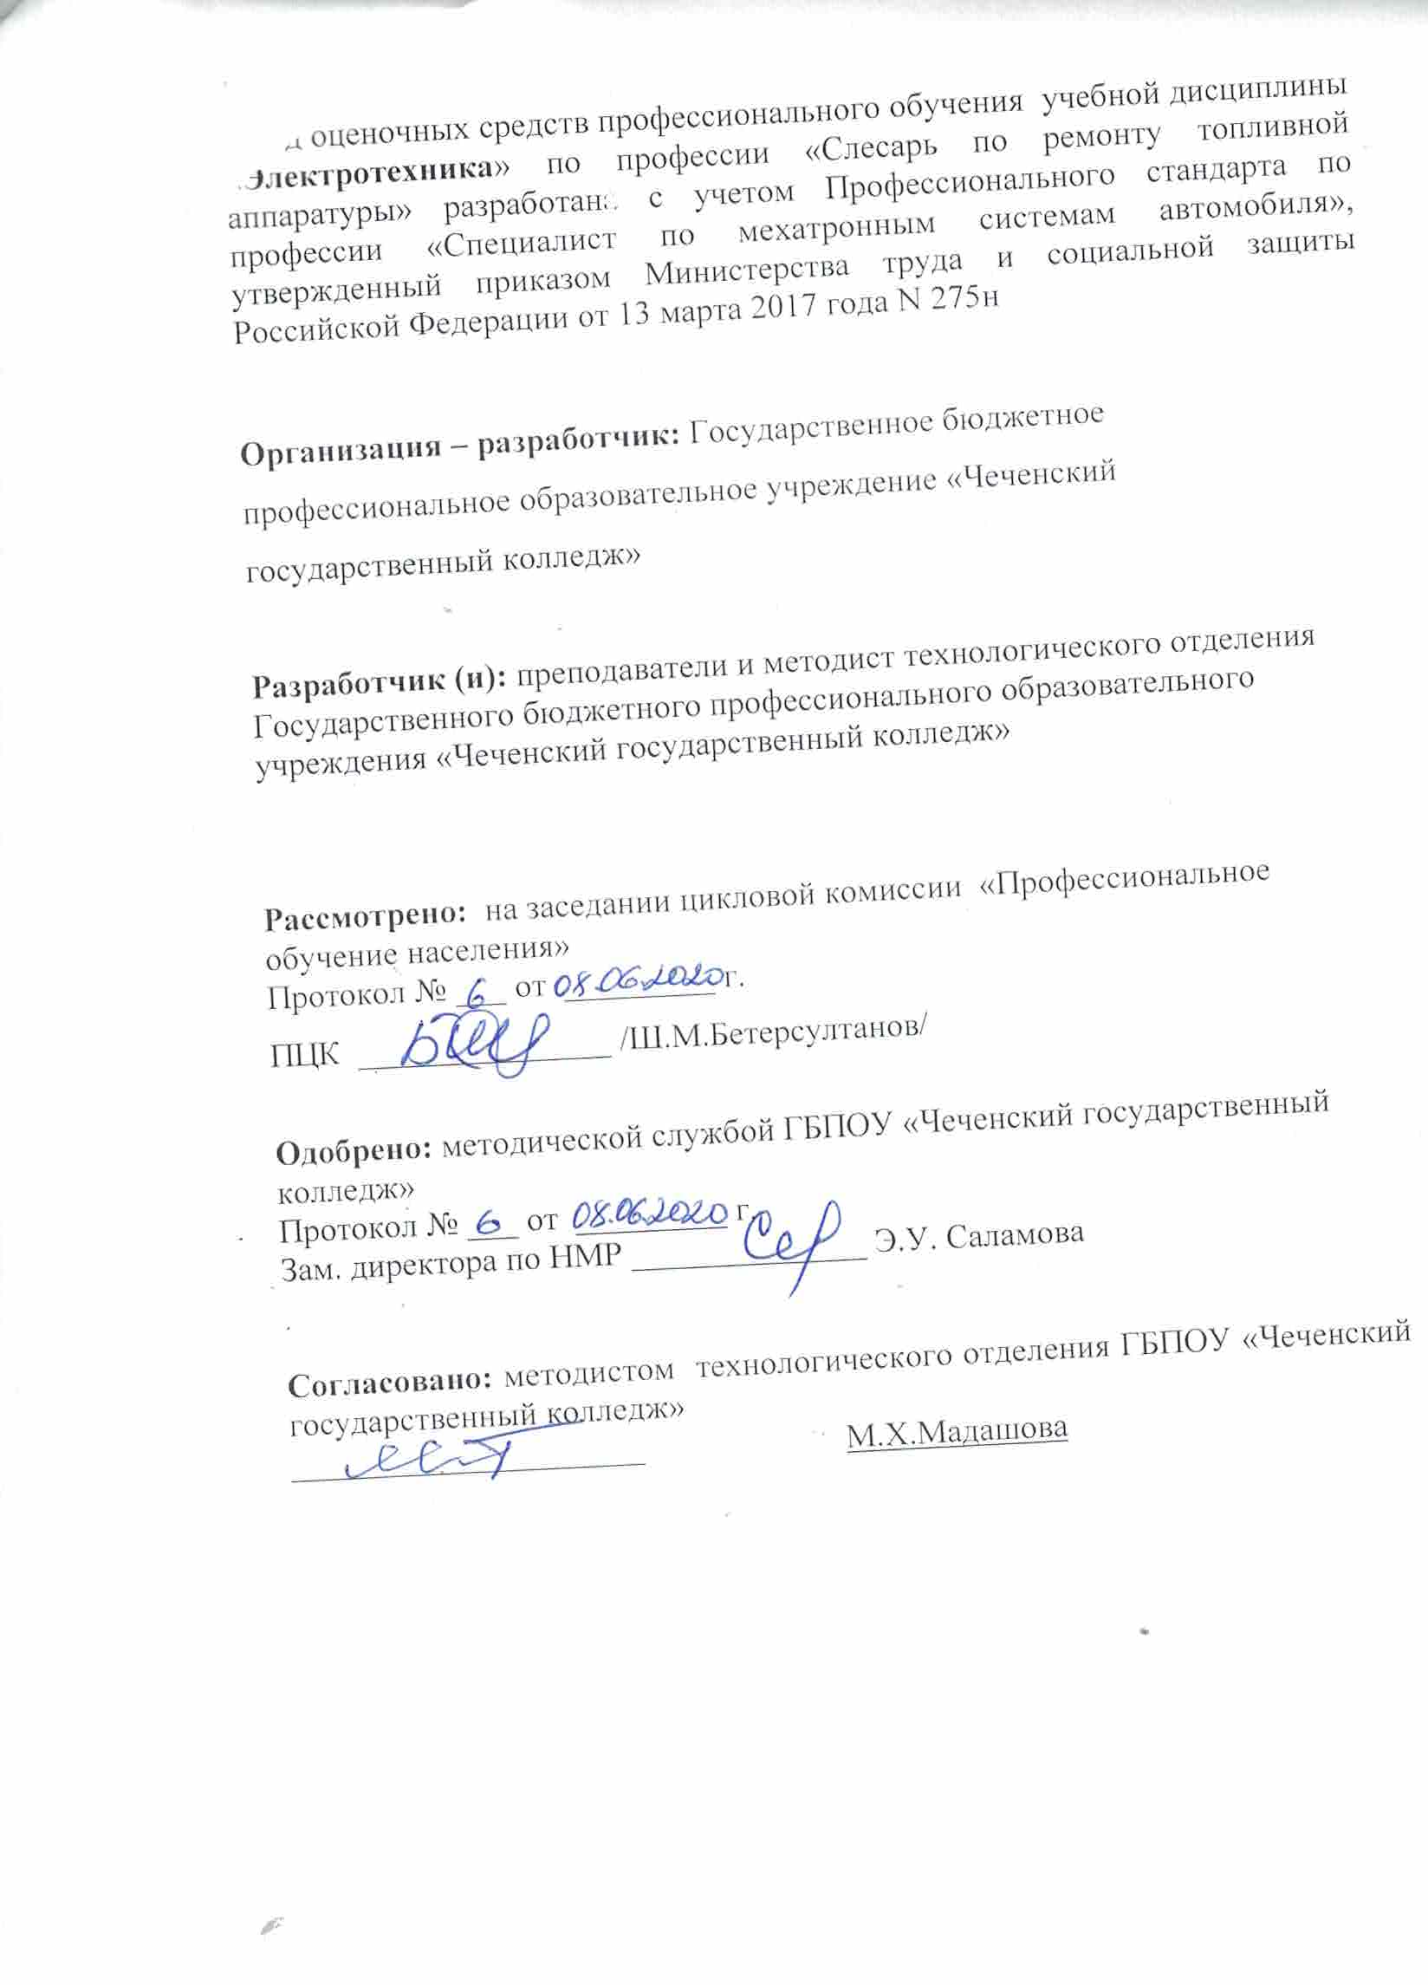 оценочных средств профессионального обучения учебной дисциплины
Электротехника» по профессии «Слесарь по ремонту топливной
аппаратуры» разработан с учетом Профессионального стандарта по
профессии «Специалист по мехатронным системам автомобиля»,
утвержденный приказом Министерства труда и социальной защиты
Российской Федерации от 13 марта 2017 года N 275н
Организация – разработчик: Государственное бюджетное
профессиональное образовательное учреждение «Чеченский
государственный колледж»
Разработчик (и): преподаватели и методист технологического отделения
Государственного бюджетного профессионального образовательного
учреждения «Чеченский государственный колледж»
Рассмотрено: на заседании цикловой комиссии «Профессиональное
обучение населения»
Протокол № 6 от 08.06.2020г.
ПЦК /Ш.М.Бетерсултанов/
Одобрено: методической службой ГБПОУ «Чеченский государственный
колледж»
Протокол № 6 от 08.06.2020 г.
Зам. директора по НМР Э.У. Саламова
Согласовано: методистом технологического отделения ГБПОУ «Чеченский
государственный колледж»
М.Х.Мадашова